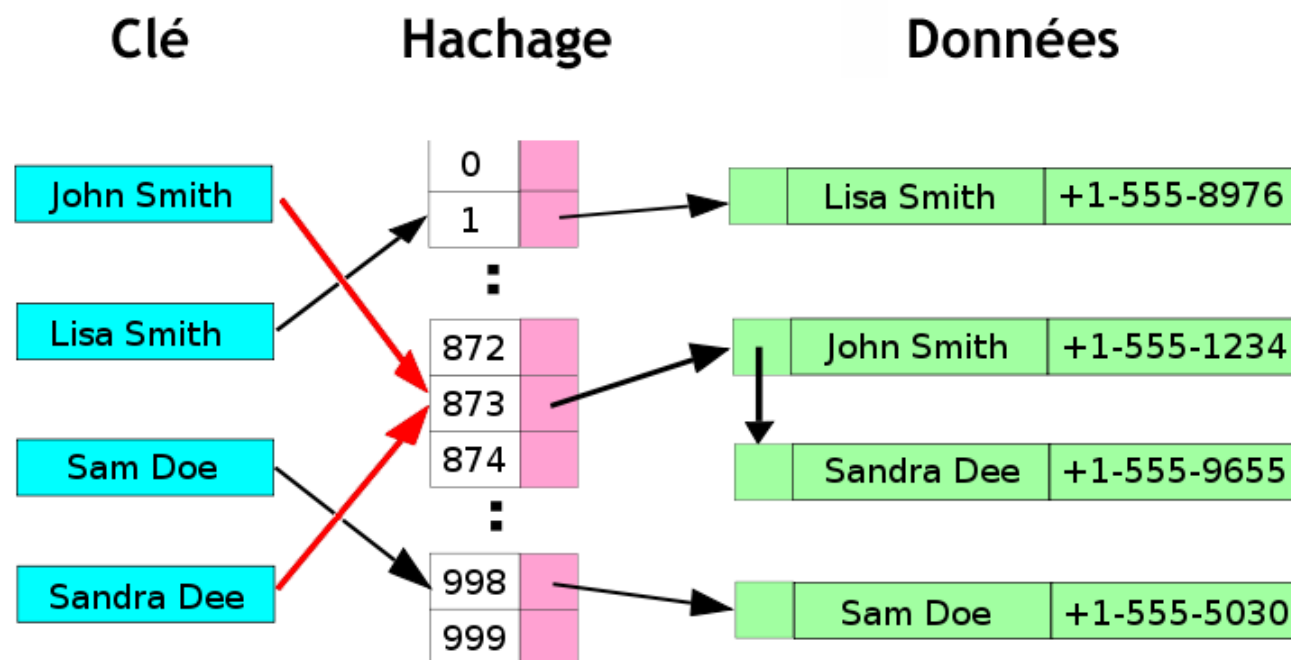 Clé
Hachage
Données
John Smith
Lisa Smith
Sam Doe
Sandra Dee
0
1
:
872
873
874
:
998
999
Lisa Smith +1-555-8976
John Smith +1-555-1234
Sandra Dee +1-555-9655
Sam Doe +1-555-5030